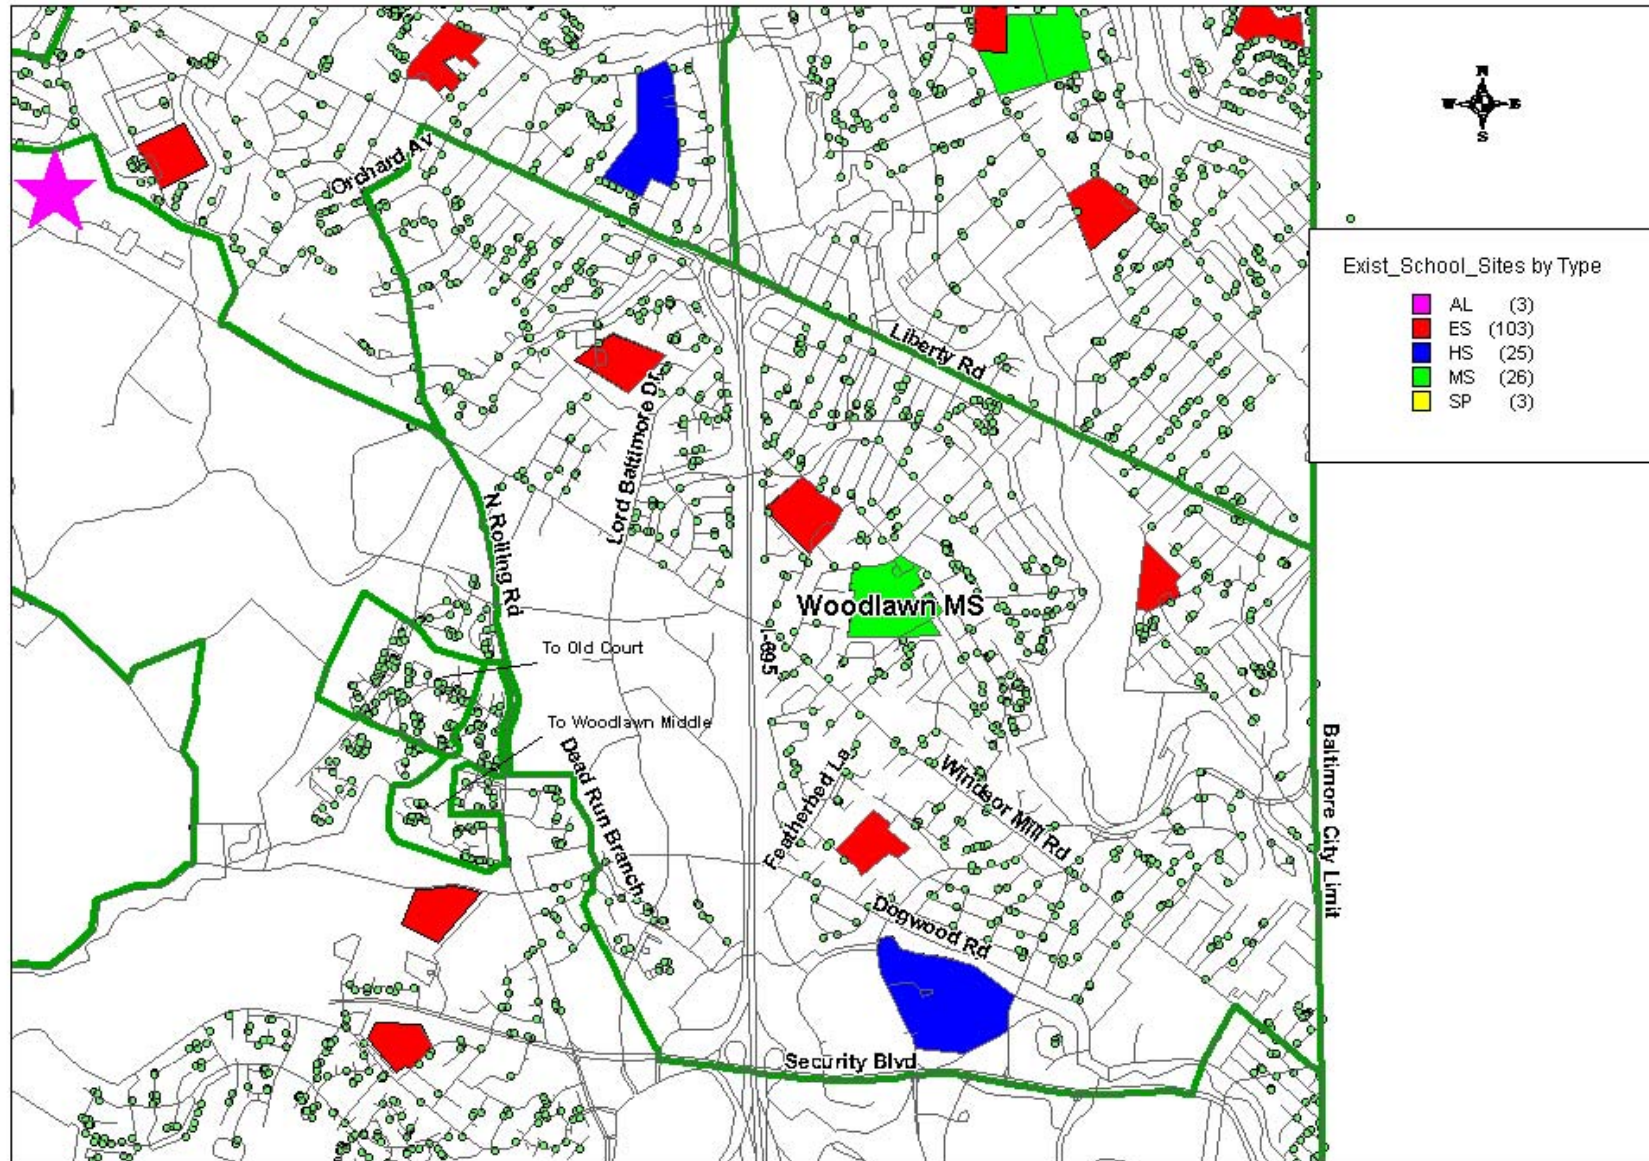 N
W E
S
Exist_School_Sites by Type
AL (3)
ES (103)
HS (25)
MS (26)
SP (3)
Orchard Av
Liberty Rd
Lord Baltimore Dr
N Rolling Rd
Woodlawn MS
I-695
To Old Court
To Woodlawn Middle
Dead Run Branch
Featherbed La
Windsor Mill Rd
Baltimore City Limit
Dogwood Rd
Security Blvd